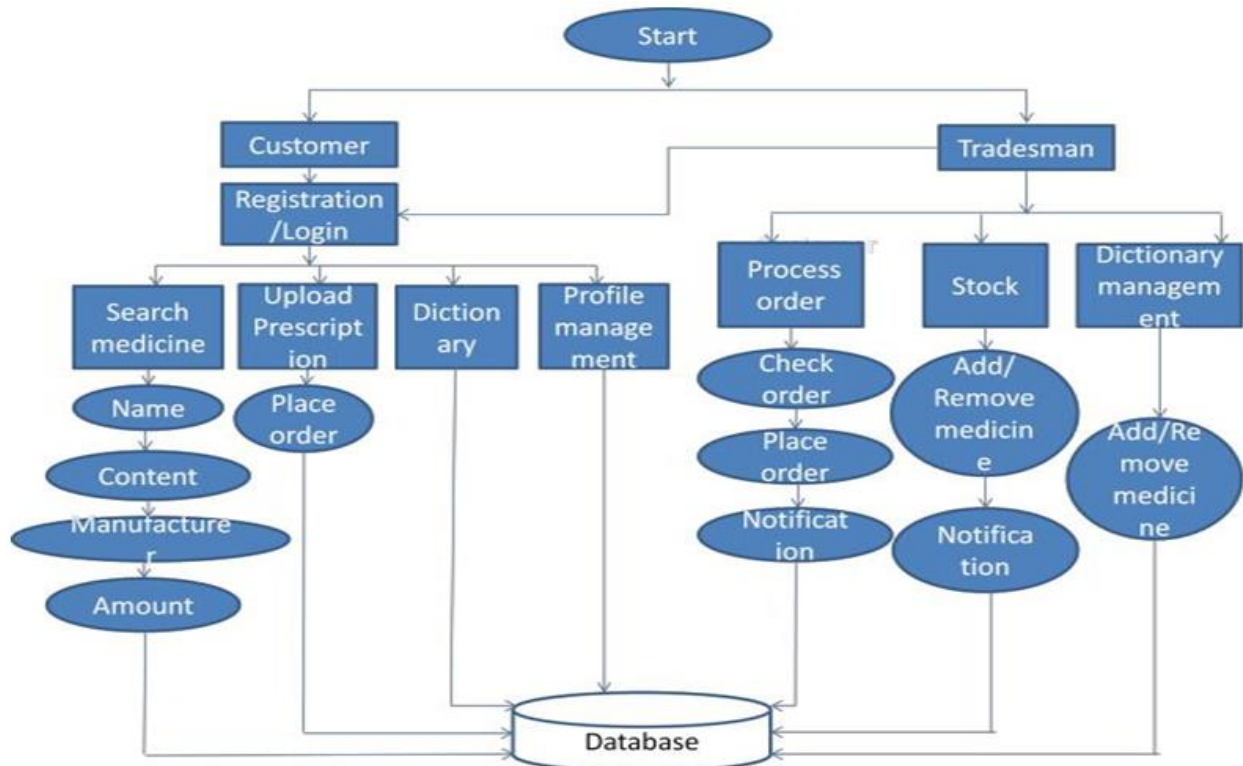 Start
Customer
Tradesman
Registration
/Login
Search
medicine
Upload
Prescript
ion
Diction
ary
Profile
manage
ment
Process
order
Stock
Dictionary
managem
ent
Name
Content
Manufacture
r
Amount
Place
order
Check
order
Place
order
Notificat
ion
Add/
Remove
medicin
e
Notifica
tion
Add/Re
move
medici
ne
Database